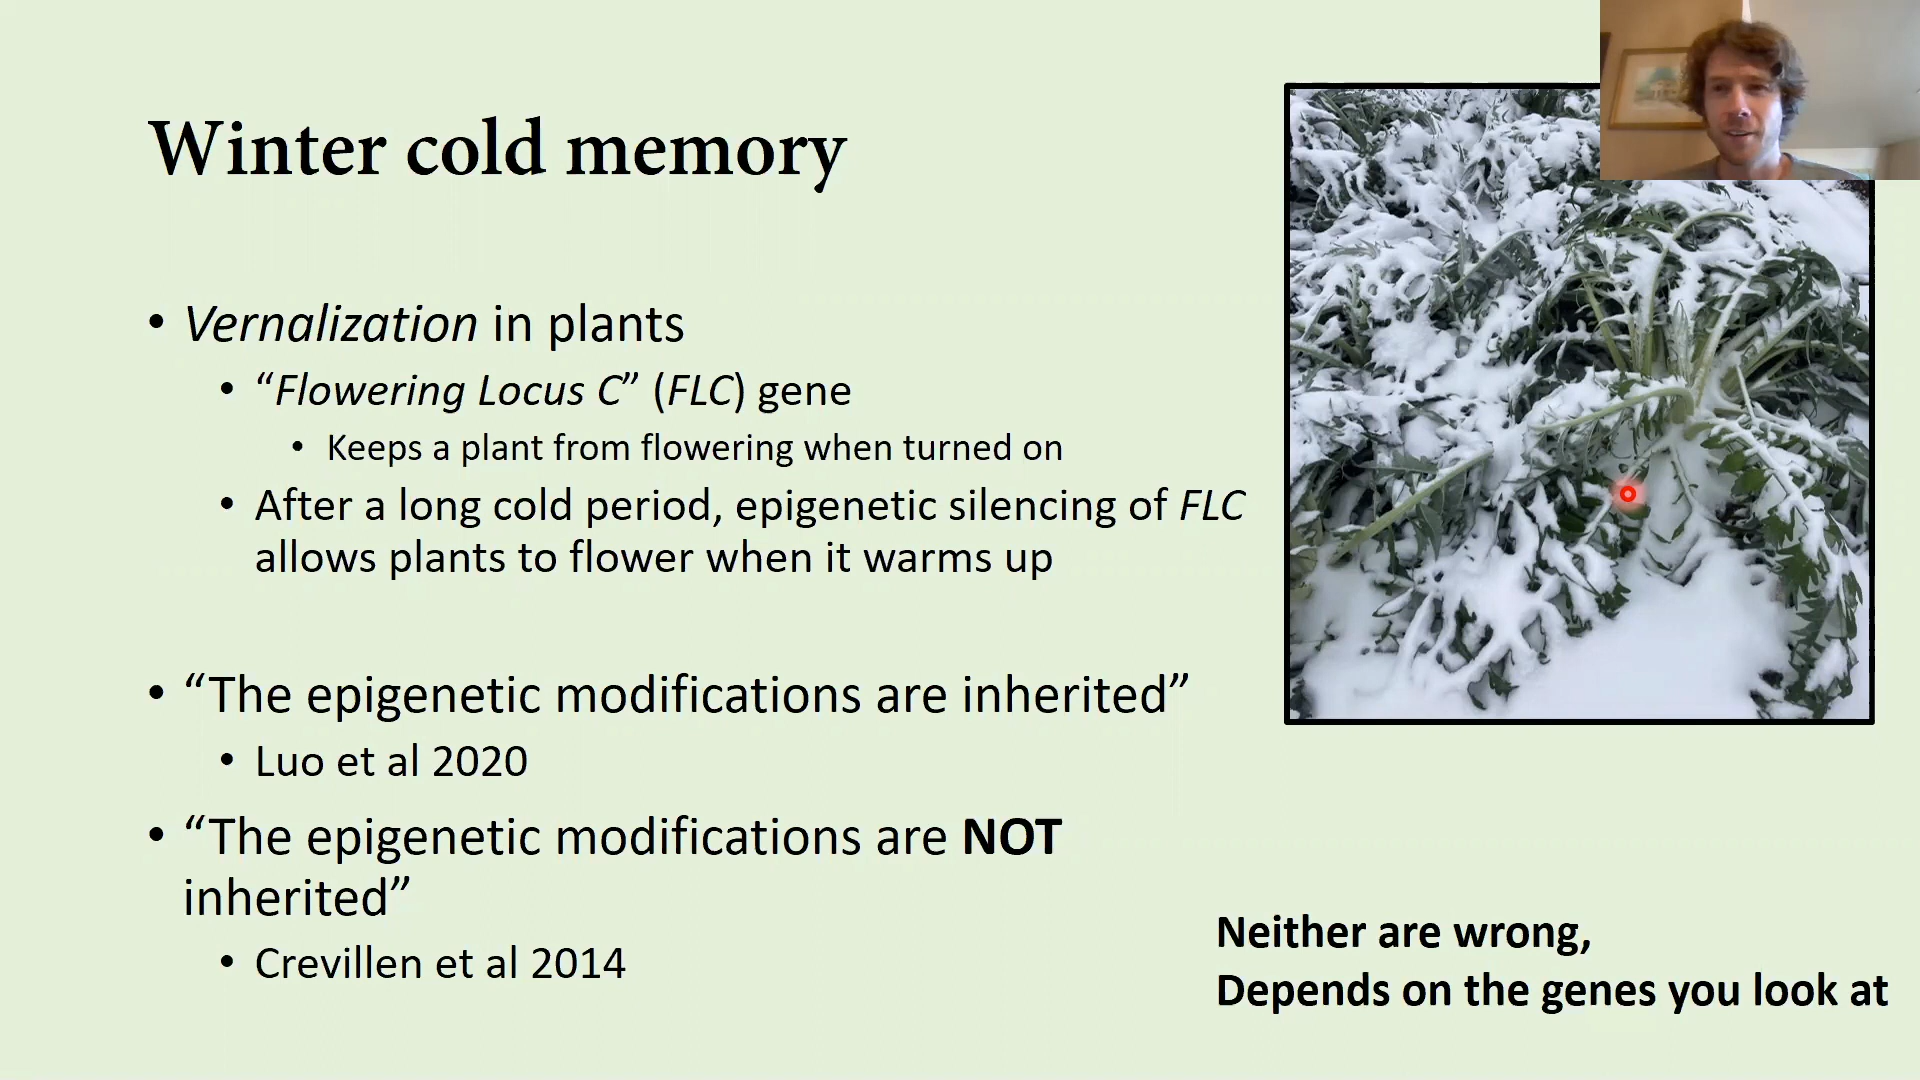 Winter cold memory
• Vernalization in plants
• “Flowering Locus C” (FLC) gene
• Keeps a plant from flowering when turned on
• After a long cold period, epigenetic silencing of FLC
allows plants to flower when it warms up
• “The epigenetic modifications are inherited”
• Luo et al 2020
• “The epigenetic modifications are NOT
inherited”
• Crevillen et al 2014
Neither are wrong,
Depends on the genes you look at